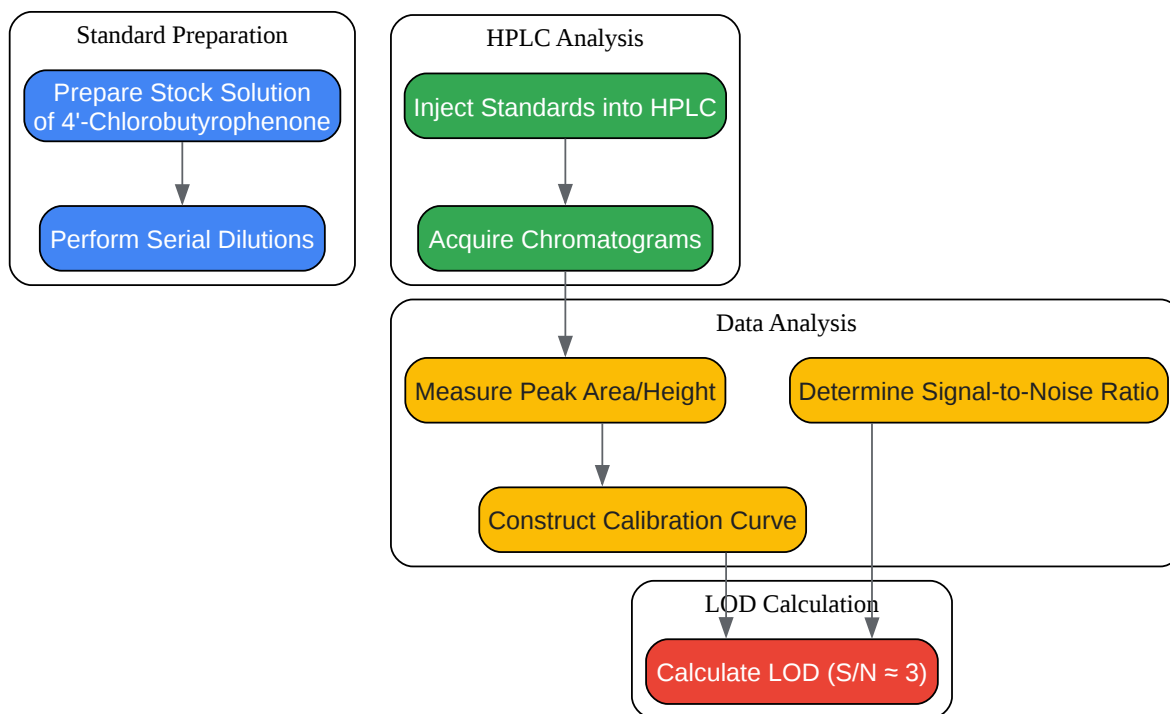 Standard Preparation
Prepare Stock Solution
of 4'-Chlorobutyrophenone
Perform Serial Dilutions
HPLC Analysis
Inject Standards into HPLC
Acquire Chromatograms
Data Analysis
Measure Peak Area/Height
Determine Signal-to-Noise Ratio
Construct Calibration Curve
LOD Calculation
Calculate LOD (S/N ≈ 3)